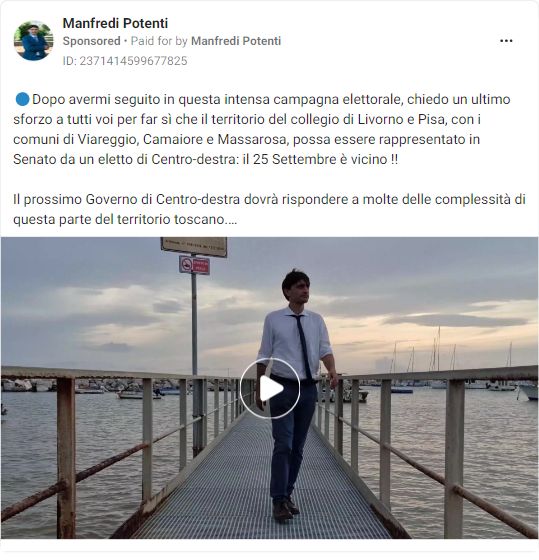 Manfredi Potenti
Sponsored • Paid for by Manfredi Potenti
ID: 2371414599677825
🔵Dopo avermi seguito in questa intensa campagna elettorale, chiedo un ultimo
sforzo a tutti voi per far sì che il territorio del collegio di Livorno e Pisa, con i
comuni di Viareggio, Camaiore e Massarosa, possa essere rappresentato in
Senato da un eletto di Centro-destra: il 25 Settembre è vicino !!
Il prossimo Governo di Centro-destra dovrà rispondere a molte delle complessità di
questa parte del territorio toscano....